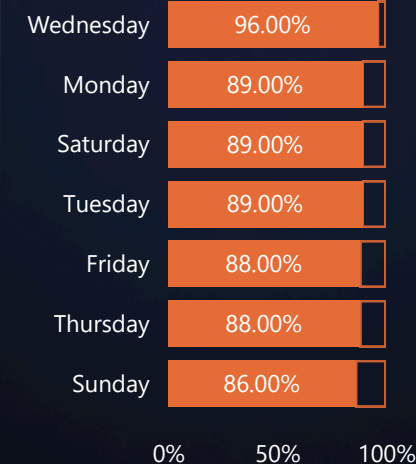 Wednesday 96.00%
Monday 89.00%
Saturday 89.00%
Tuesday 89.00%
Friday 88.00%
Thursday 88.00%
Sunday 86.00%
0% 50% 100%